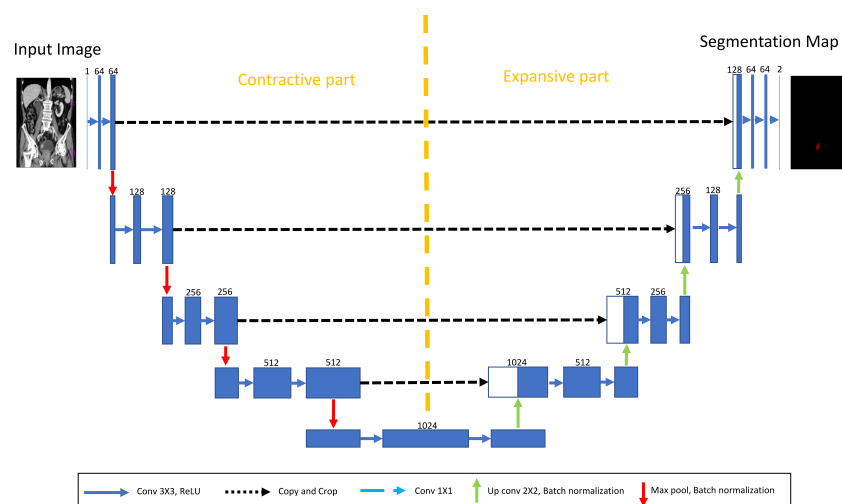 Input Image
Segmentation Map
Contractive part
Expansive part
1 64 64
128 64 64 2
128 128
256 128
256 256
512 256
512 512
1024 512
1024
Conv 3X3, ReLU
Copy and Crop
Conv 1X1
Up conv 2X2, Batch normalization
Max pool, Batch normalization